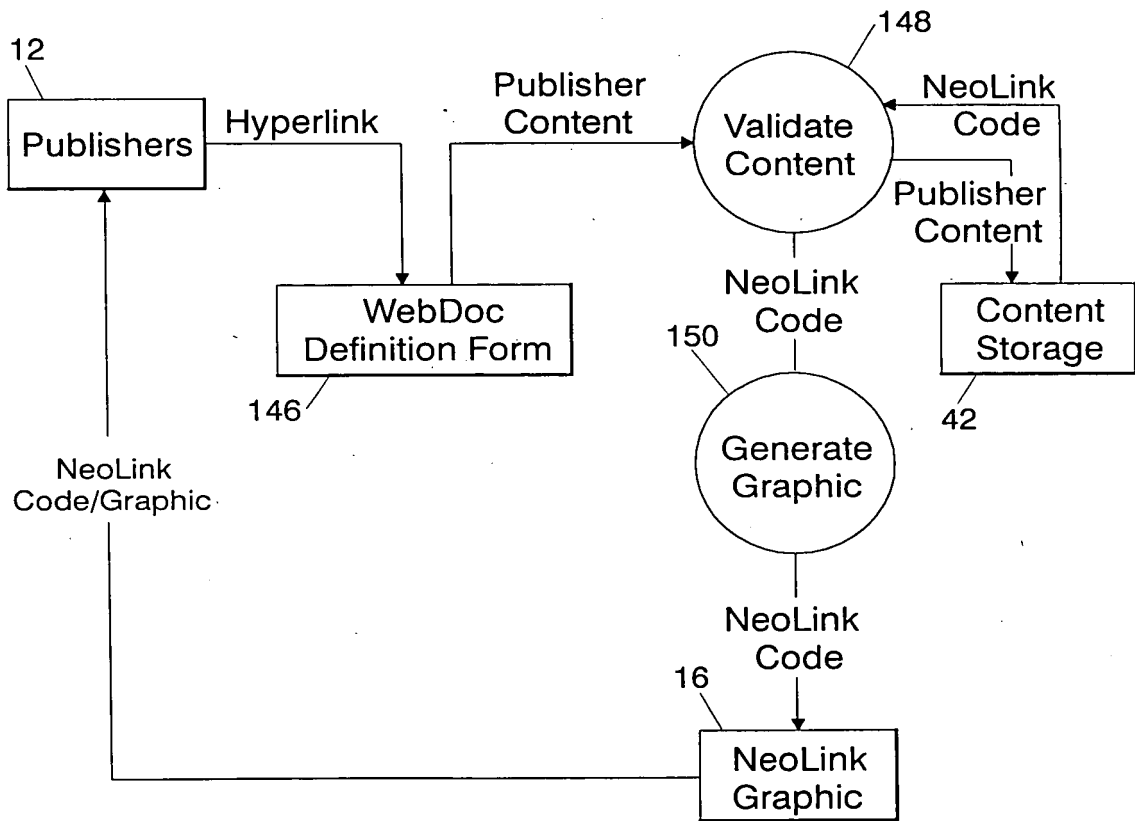 12
Publishers
Hyperlink
Publisher
Content
148
Validate
Content
NeoLink
Code
Publisher
Content
WebDoc
Definition Form
146
NeoLink
Code
Content
Storage
42
150
Generate
Graphic
NeoLink
Code/Graphic
NeoLink
Code
16
NeoLink
Graphic